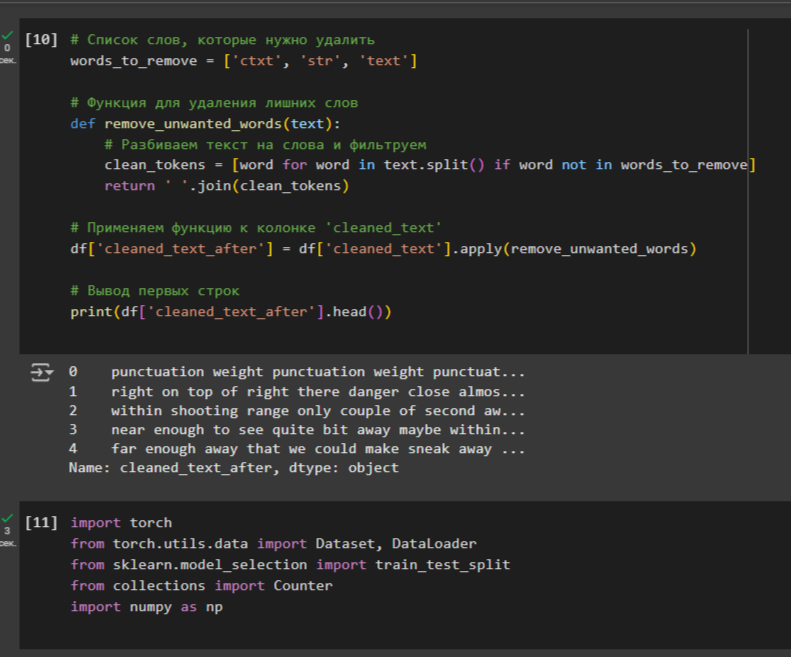 0
сек.
[10] # Список слов, которые нужно удалить
words_to_remove = ['ctxt', 'str', 'text']
# Функция для удаления лишних слов
def remove_unwanted_words(text):
# Разбиваем текст на слова и фильтруем
clean_tokens = [word for word in text.split() if word not in words_to_remove]
return ' '.join(clean_tokens)
# Применяем функцию к колонке 'cleaned_text'
df['cleaned_text_after'] = df['cleaned_text'].apply(remove_unwanted_words)
# Вывод первых строк
print(df['cleaned_text_after'].head())
0 punctuation weight punctuation weight punctuat...
1 right on top of right there danger close almos...
2 within shooting range only couple of second aw...
3 near enough to see quite bit away maybe within...
4 far enough away that we could make sneak away ...
Name: cleaned_text_after, dtype: object
3
сек.
[11] import torch
from torch.utils.data import Dataset, DataLoader
from sklearn.model_selection import train_test_split
from collections import Counter
import numpy as np